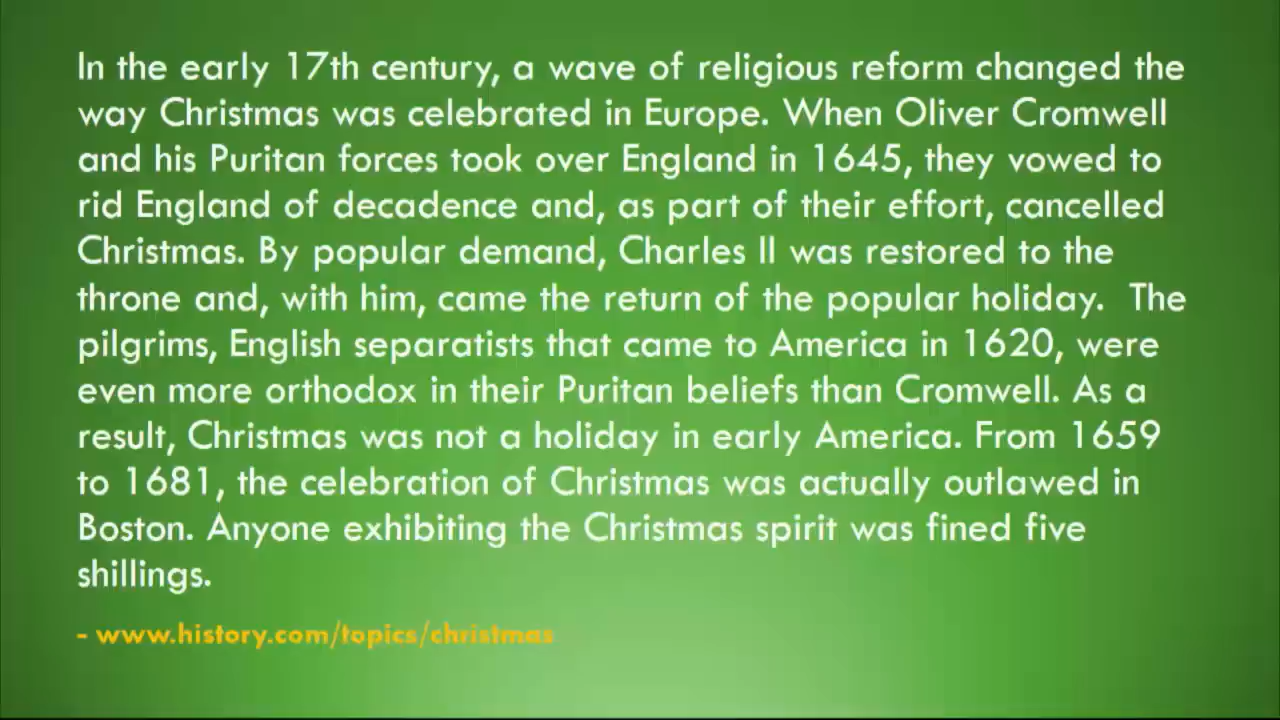 In the early 17th century, a wave of religious reform changed the
way Christmas was celebrated in Europe. When Oliver Cromwell
and his Puritan forces took over England in 1645, they vowed to
rid England of decadence and, as part of their effort, cancelled
Christmas. By popular demand, Charles II was restored to the
throne and, with him, came the return of the popular holiday.  The
pilgrims, English separatists that came to America in 1620, were
even more orthodox in their Puritan beliefs than Cromwell. As a
result, Christmas was not a holiday in early America. From 1659
to 1681, the celebration of Christmas was actually outlawed in
Boston. Anyone exhibiting the Christmas spirit was fined five
shillings.
- www.history.com/topics/christmas